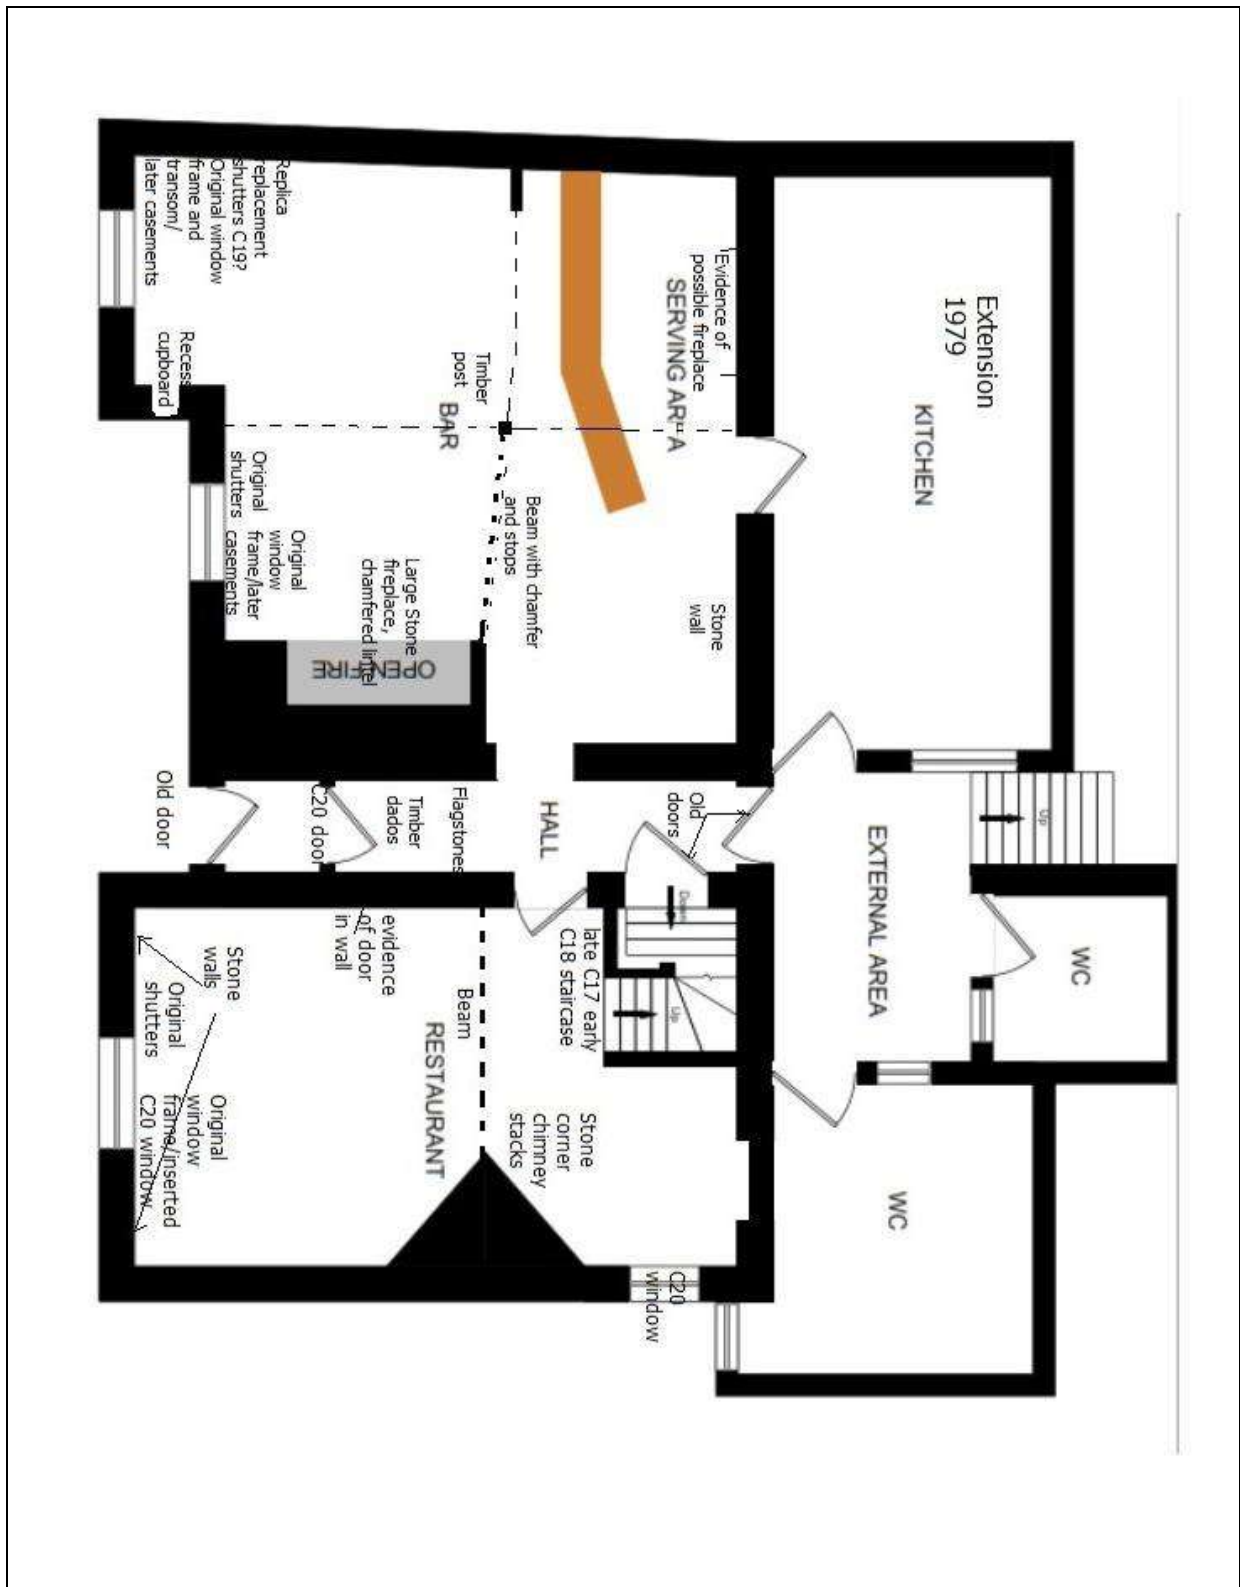 Extension
1979
KITCHEN
Up
WC
EXTERNAL AREA
WC
Evidence of
possible fireplace
SERVING AREA
Stone
wall
Old
doors
Down
Up
late C17 early
C18 staircase
C20
window
Timber
post
BAR
Beam with chamfer
and stops
HALL
Stone
corner
chimney
stacks
Large Stone
fireplace,
chamfered lintel
OPEN FIRE
Flagstones
Timber
dados
C20 door
Beam
RESTAURANT
evidence
of door
in wall
Replica
replacement
shutters C19?
Original window
frame and
transom/
later casements
Recess
cupboard
Original
shutters
Original
window
frame/later
casements
Old door
Stone
walls
Original
shutters
Original
window
frame/inserted
C20 window